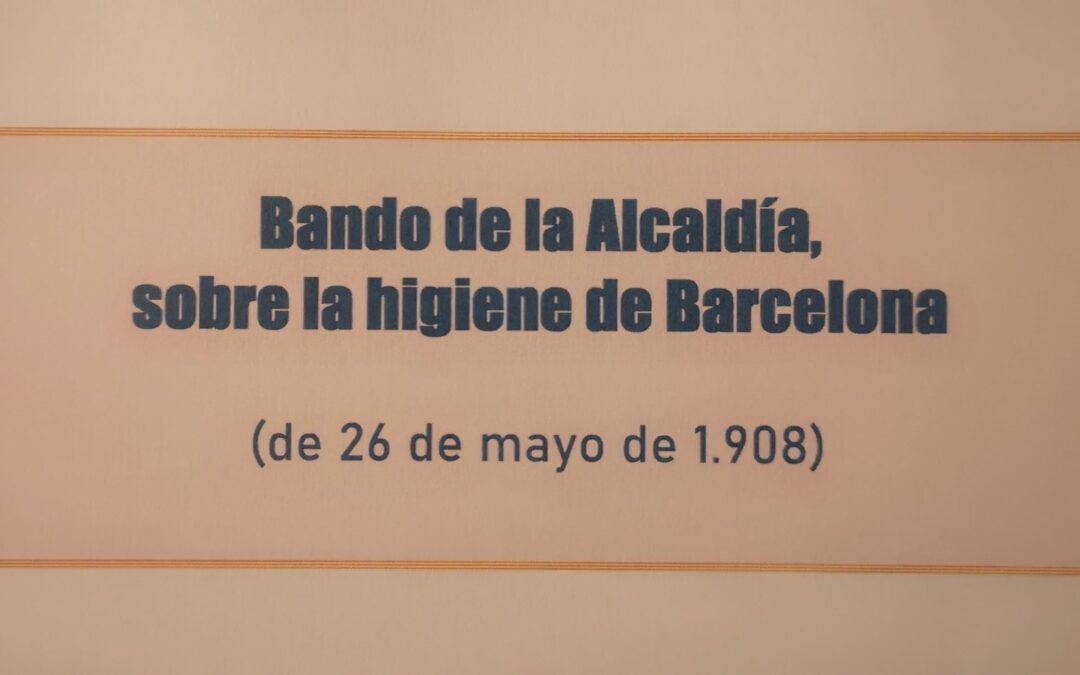 Bando de la Alcaldía,
sobre la higiene de Barcelona
(de 26 de mayo de 1.908)